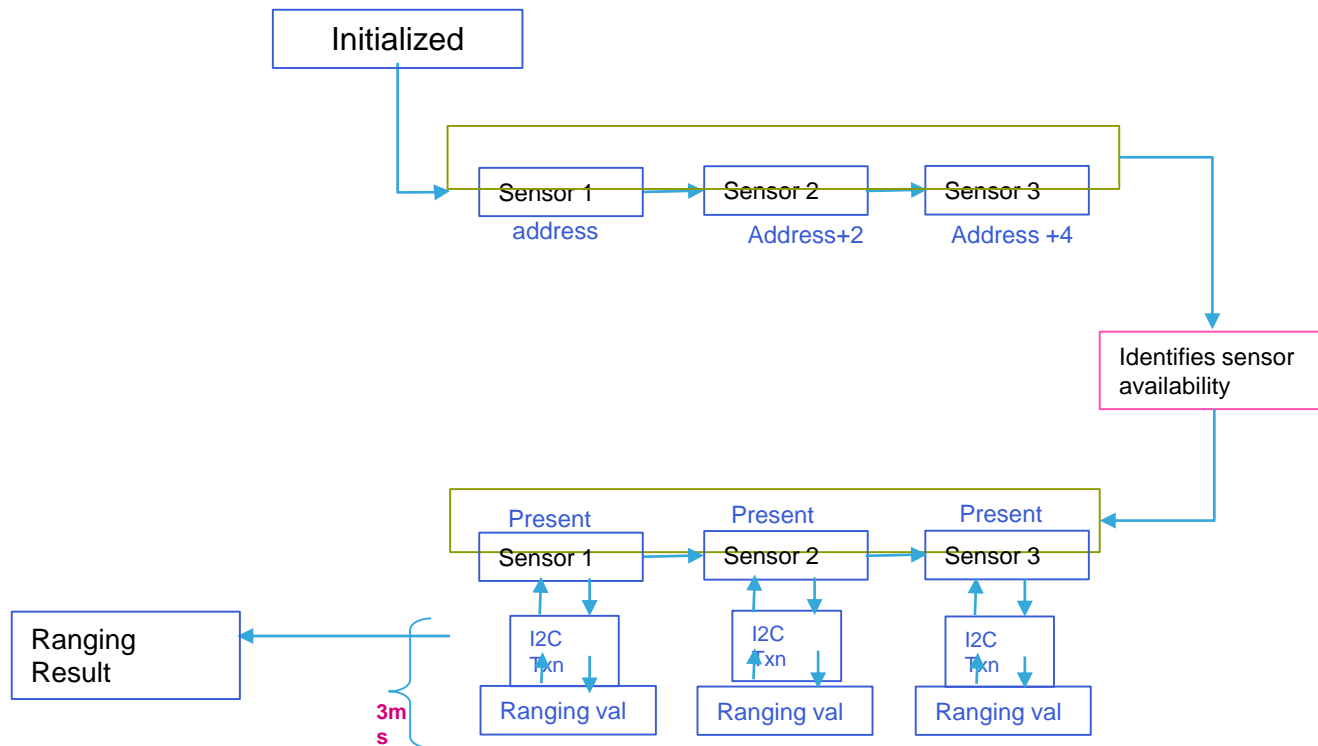 Initialized
Sensor 1
Sensor 2
Sensor 3
address
Address+2
Address +4
Identifies sensor
availability
Present
Present
Present
Sensor 1
Sensor 2
Sensor 3
I2C
Txn
I2C
Txn
I2C
Txn
Ranging
Result
3m
s
Ranging val
Ranging val
Ranging val